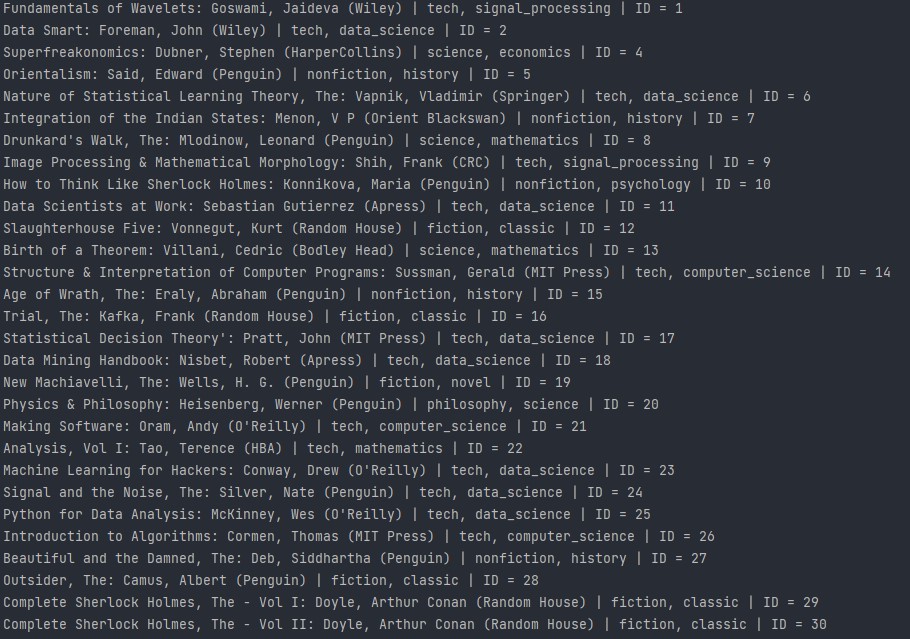 Fundamentals of Wavelets: Goswami, Jaideva (Wiley) | tech, signal_processing | ID = 1
Data Smart: Foreman, John (Wiley) | tech, data_science | ID = 2
Superfreakonomics: Dubner, Stephen (HarperCollins) | science, economics | ID = 4
Orientalism: Said, Edward (Penguin) | nonfiction, history | ID = 5
Nature of Statistical Learning Theory, The: Vapnik, Vladimir (Springer) | tech, data_science | ID = 6
Integration of the Indian States: Menon, V P (Orient Blackswan) | nonfiction, history | ID = 7
Drunkard's Walk, The: Mlodinow, Leonard (Penguin) | science, mathematics | ID = 8
Image Processing & Mathematical Morphology: Shih, Frank (CRC) | tech, signal_processing | ID = 9
How to Think Like Sherlock Holmes: Konnikova, Maria (Penguin) | nonfiction, psychology | ID = 10
Data Scientists at Work: Sebastian Gutierrez (Apress) | tech, data_science | ID = 11
Slaughterhouse Five: Vonnegut, Kurt (Random House) | fiction, classic | ID = 12
Birth of a Theorem: Villani, Cedric (Bodley Head) | science, mathematics | ID = 13
Structure & Interpretation of Computer Programs: Sussman, Gerald (MIT Press) | tech, computer_science | ID = 14
Age of Wrath, The: Eraly, Abraham (Penguin) | nonfiction, history | ID = 15
Trial, The: Kafka, Frank (Random House) | fiction, classic | ID = 16
Statistical Decision Theory': Pratt, John (MIT Press) | tech, data_science | ID = 17
Data Mining Handbook: Nisbet, Robert (Apress) | tech, data_science | ID = 18
New Machiavelli, The: Wells, H. G. (Penguin) | fiction, novel | ID = 19
Physics & Philosophy: Heisenberg, Werner (Penguin) | philosophy, science | ID = 20
Making Software: Oram, Andy (O'Reilly) | tech, computer_science | ID = 21
Analysis, Vol I: Tao, Terence (HBA) | tech, mathematics | ID = 22
Machine Learning for Hackers: Conway, Drew (O'Reilly) | tech, data_science | ID = 23
Signal and the Noise, The: Silver, Nate (Penguin) | tech, data_science | ID = 24
Python for Data Analysis: McKinney, Wes (O'Reilly) | tech, data_science | ID = 25
Introduction to Algorithms: Cormen, Thomas (MIT Press) | tech, computer_science | ID = 26
Beautiful and the Damned, The: Deb, Siddhartha (Penguin) | nonfiction, history | ID = 27
Outsider, The: Camus, Albert (Penguin) | fiction, classic | ID = 28
Complete Sherlock Holmes, The - Vol I: Doyle, Arthur Conan (Random House) | fiction, classic | ID = 29
Complete Sherlock Holmes, The - Vol II: Doyle, Arthur Conan (Random House) | fiction, classic | ID = 30